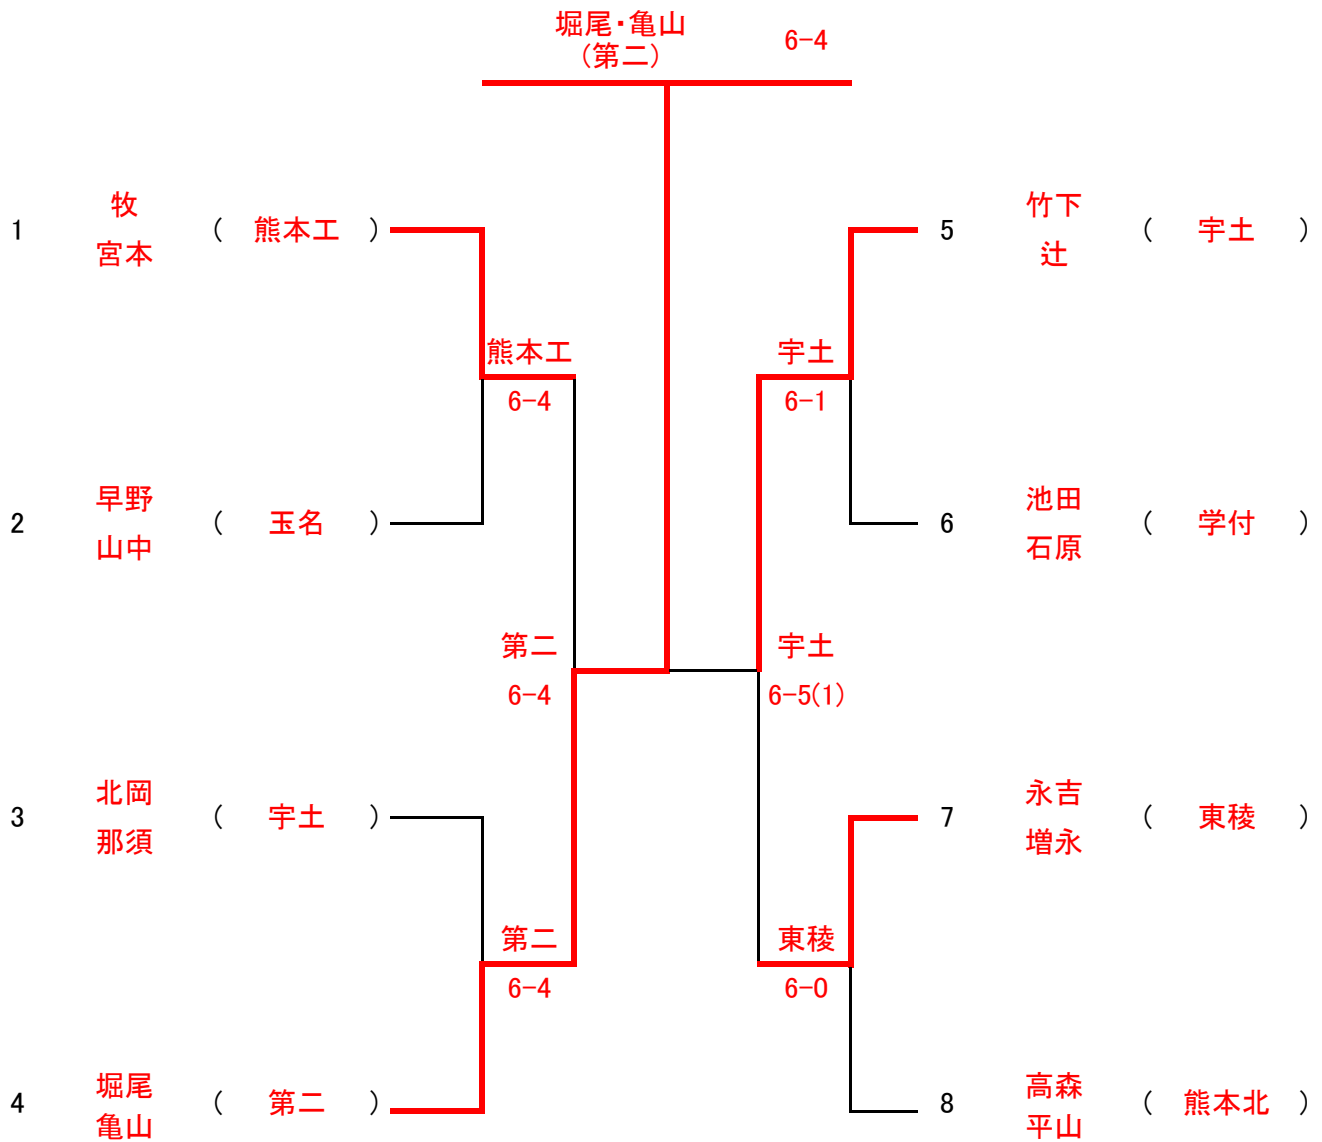 堀尾・亀山
(第二)
6-4
1
牧
宮本
( 熊本工 )
2
早野
山中
( 玉名 )
3
北岡
那須
( 宇土 )
4
堀尾
亀山
( 第二 )
熊本工
6-4
第二
6-4
第二
6-4
宇土
6-1
宇土
6-5(1)
東稜
6-0
5
竹下
辻
( 宇土 )
6
池田
石原
( 学付 )
7
永吉
増永
( 東稜 )
8
高森
平山
( 熊本北 )